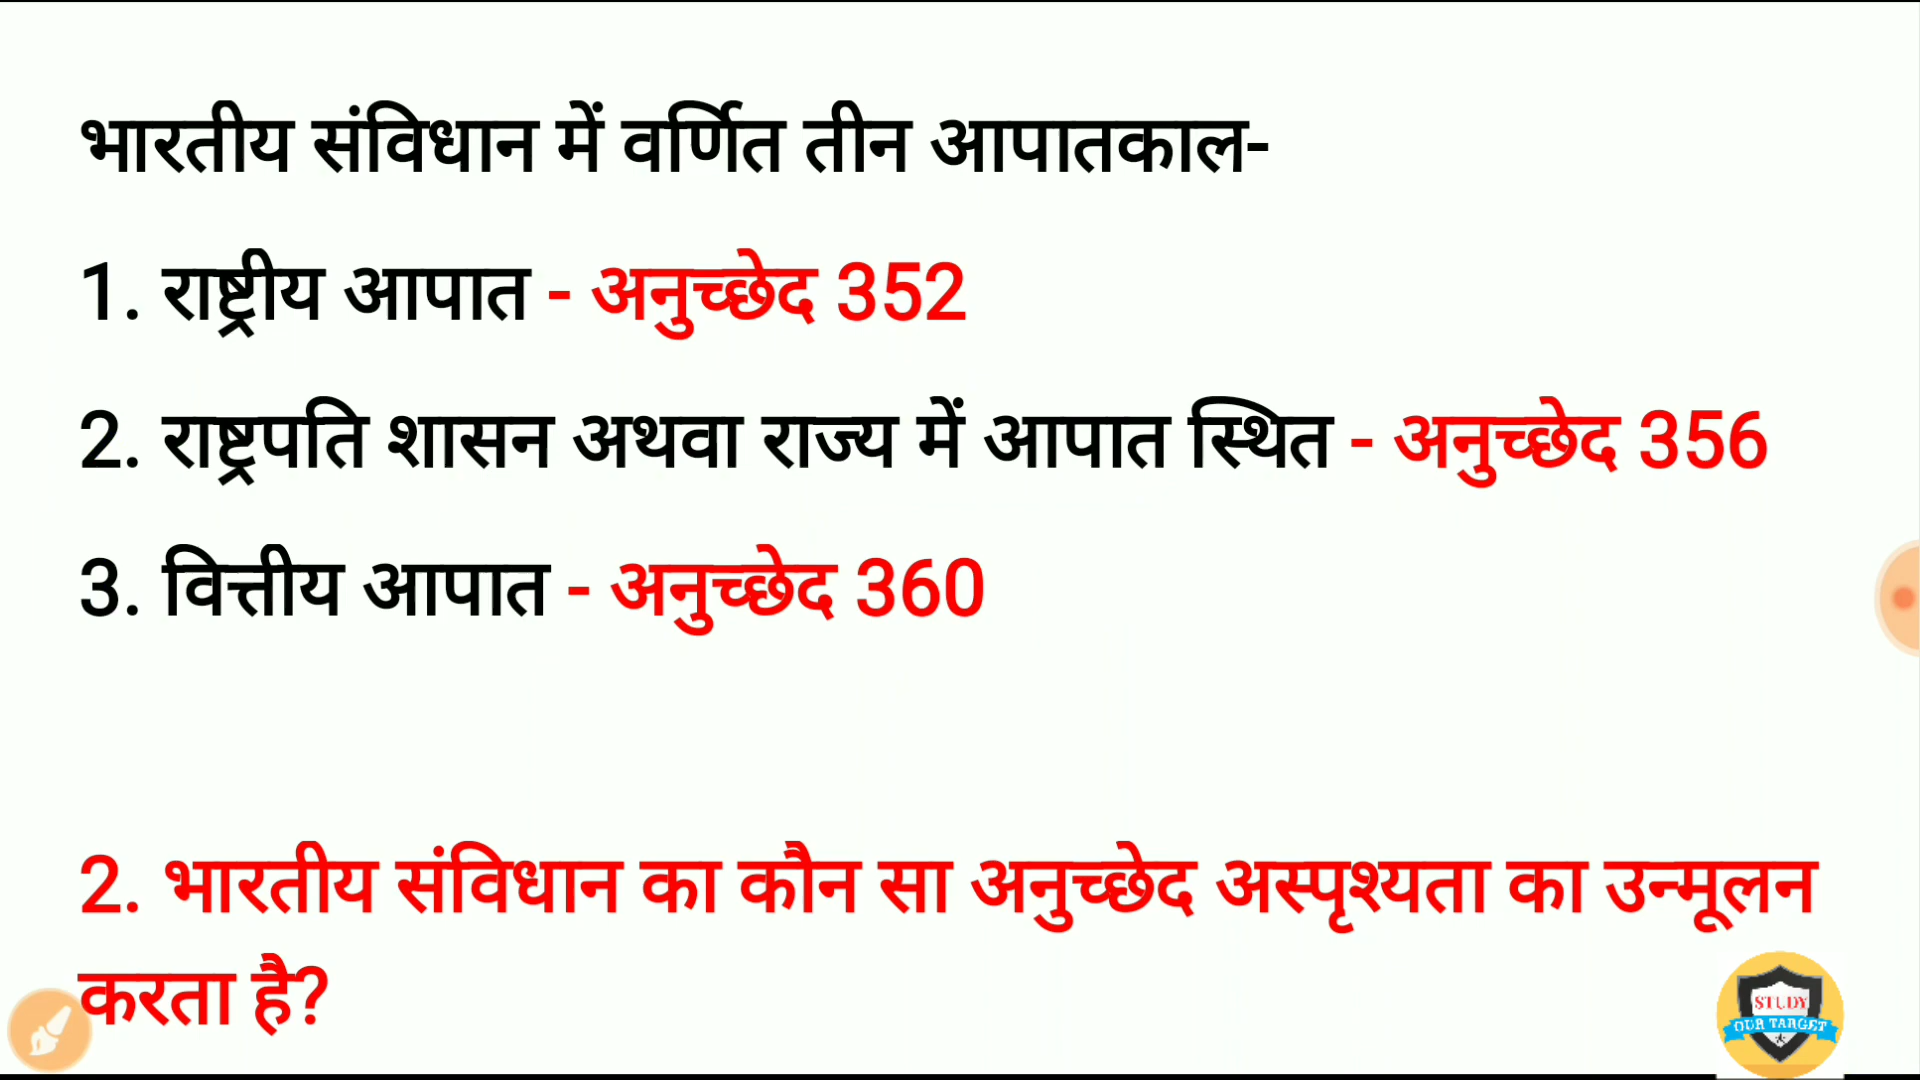 भारतीय संविधान में वर्णित तीन आपातकाल-
1. राष्ट्रीय आपात - अनुच्छेद 352
2. राष्ट्रपति शासन अथवा राज्य में आपात स्थित - अनुच्छेद 356
3. वित्तीय आपात - अनुच्छेद 360
2. भारतीय संविधान का कौन सा अनुच्छेद अस्पृश्यता का उन्मूलन
करता है?
STUDY
OUR TARGET